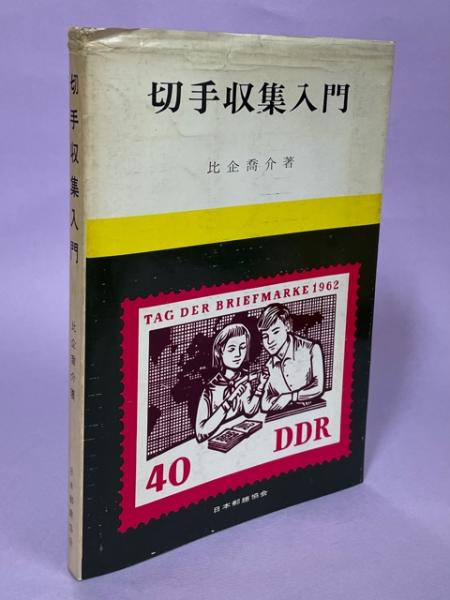 切手収集入門
比企喬介著
TAG DER BRIEFMARKE 1962
40
DDR
日本郵趣協会
切手収集入門
比企喬介著
日本郵趣協会